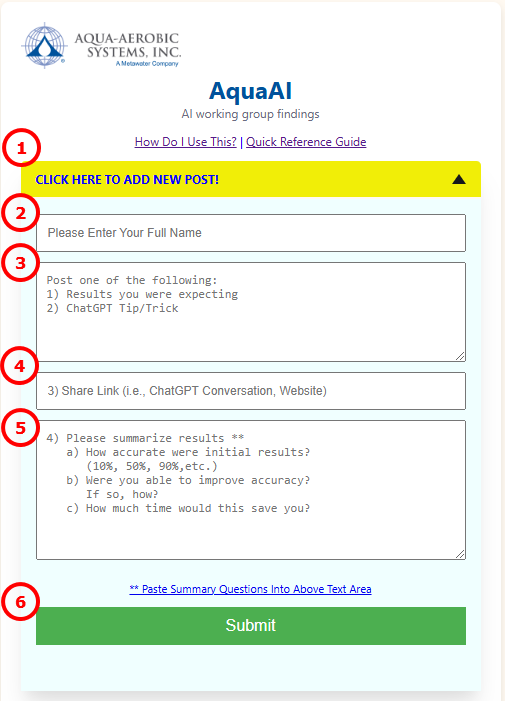 AQUA-AEROBIC
SYSTEMS, INC.
A Metawater Company
AquaAI
AI working group findings
How Do I Use This? | Quick Reference Guide
1
CLICK HERE TO ADD NEW POST!
2
Please Enter Your Full Name
3
Post one of the following:
1) Results you were expecting
2) ChatGPT Tip/Trick
4
3) Share Link (i.e., ChatGPT Conversation, Website)
5
4) Please summarize results **
a) How accurate were initial results?
(10%, 50%, 90%,etc.)
b) Were you able to improve accuracy?
If so, how?
c) How much time would this save you?
** Paste Summary Questions Into Above Text Area
6
Submit